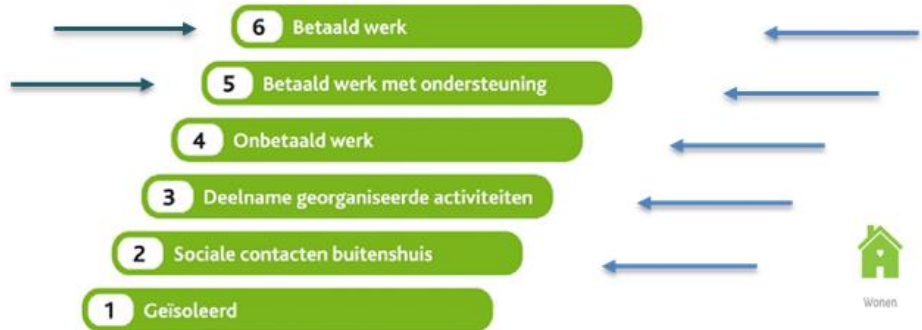 6 Betaald werk
5 Betaald werk met ondersteuning
4 Onbetaald werk
3 Deelname georganiseerde activiteiten
2 Sociale contacten buitenshuis
1 Geïsoleerd
Wonen